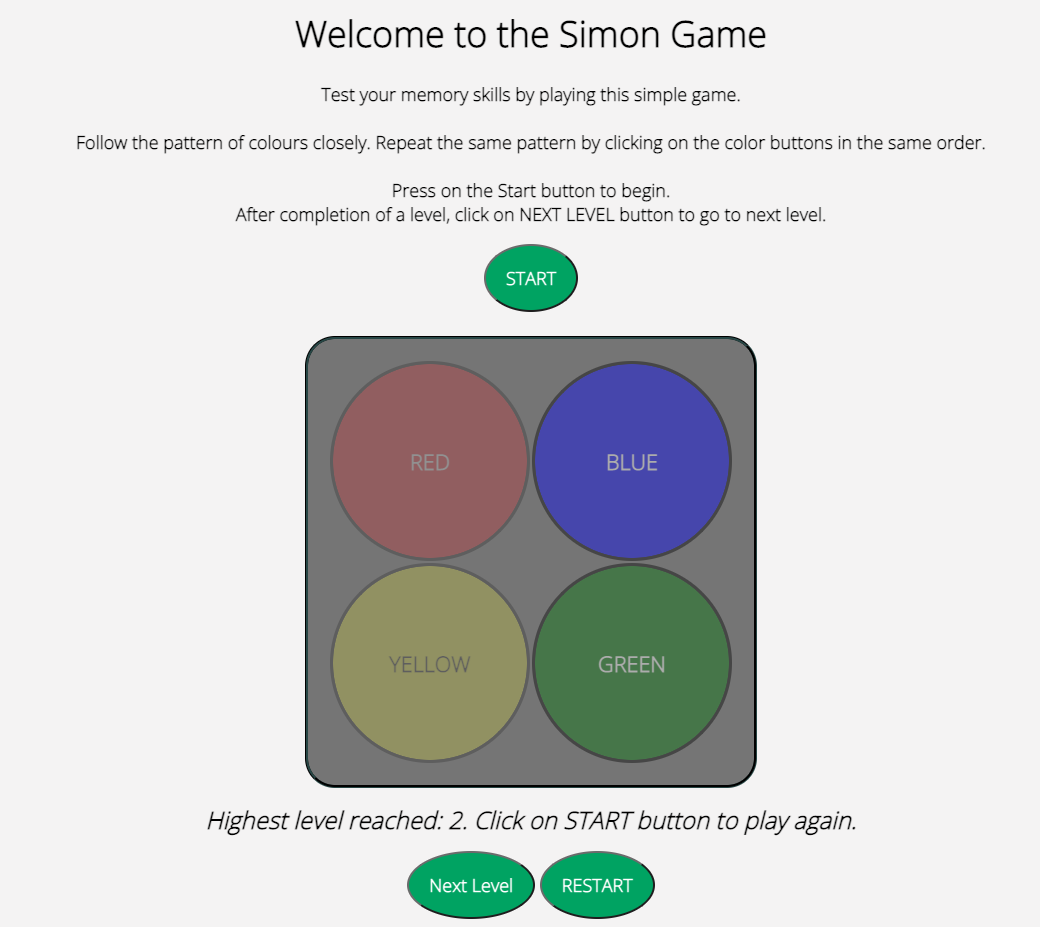 Welcome to the Simon Game
Test your memory skills by playing this simple game.
Follow the pattern of colours closely. Repeat the same pattern by clicking on the color buttons in the same order.
Press on the Start button to begin.
After completion of a level, click on NEXT LEVEL button to go to next level.
START
RED BLUE
YELLOW GREEN
Highest level reached: 2. Click on START button to play again.
Next Level RESTART